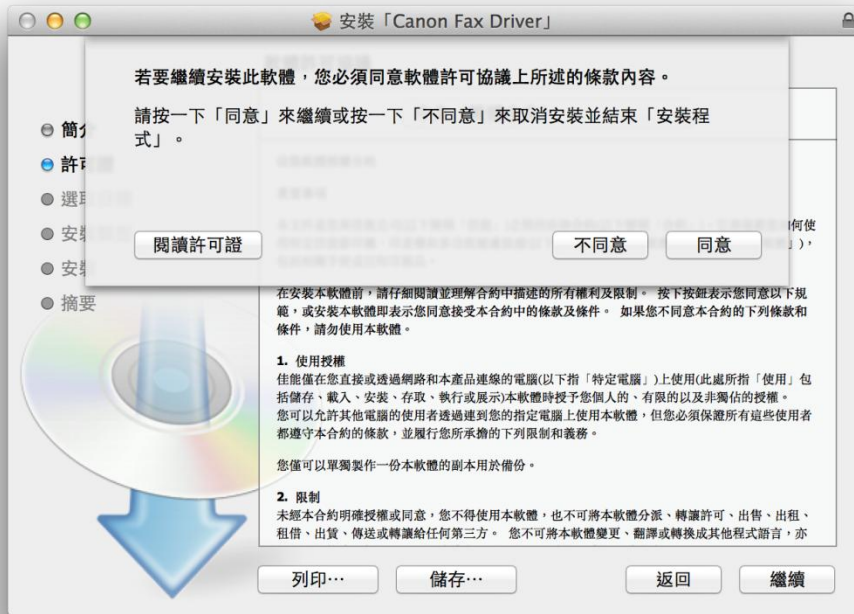 安裝「Canon Fax Driver」
若要繼續安裝此軟體，您必須同意軟體許可協議上所述的條款內容。
請按一下「同意」來繼續或按一下「不同意」來取消安裝並結束「安裝程
式」。
閱讀許可證
不同意
同意
簡介
許可證
選取
安裝
安裝
摘要
何使
」)，
在安裝本軟體前，請仔細閱讀並理解合約中描述的所有權利及限制。 按下按鈕表示您同意以下規
範，或安裝本軟體即表示您同意接受本合約中的條款及條件。 如果您不同意本合約的下列條款和
條件，請勿使用本軟體。
1. 使用授權
佳能僅在您直接或透過網路和本產品連線的電腦(以下指「特定電腦」)上使用(此處所指「使用」包
括儲存、載入、安裝、存取、執行或展示)本軟體時授予您個人的、有限的以及非獨佔的授權。
您可以允許其他電腦的使用者透過連到您的指定電腦上使用本軟體，但您必須保證所有這些使用者
都遵守本合約的條款，並履行您所承擔的下列限制和義務。
您僅可以單獨製作一份本軟體的副本用於備份。
2. 限制
未經本合約明確授權或同意，您不得使用本軟體，也不可將本軟體分派、轉讓許可、出售、出租、
租借、出貨、傳送或轉讓給任何第三方。 您不可將本軟體變更、翻譯或轉換成其他程式語言，亦
列印…
儲存…
返回
繼續